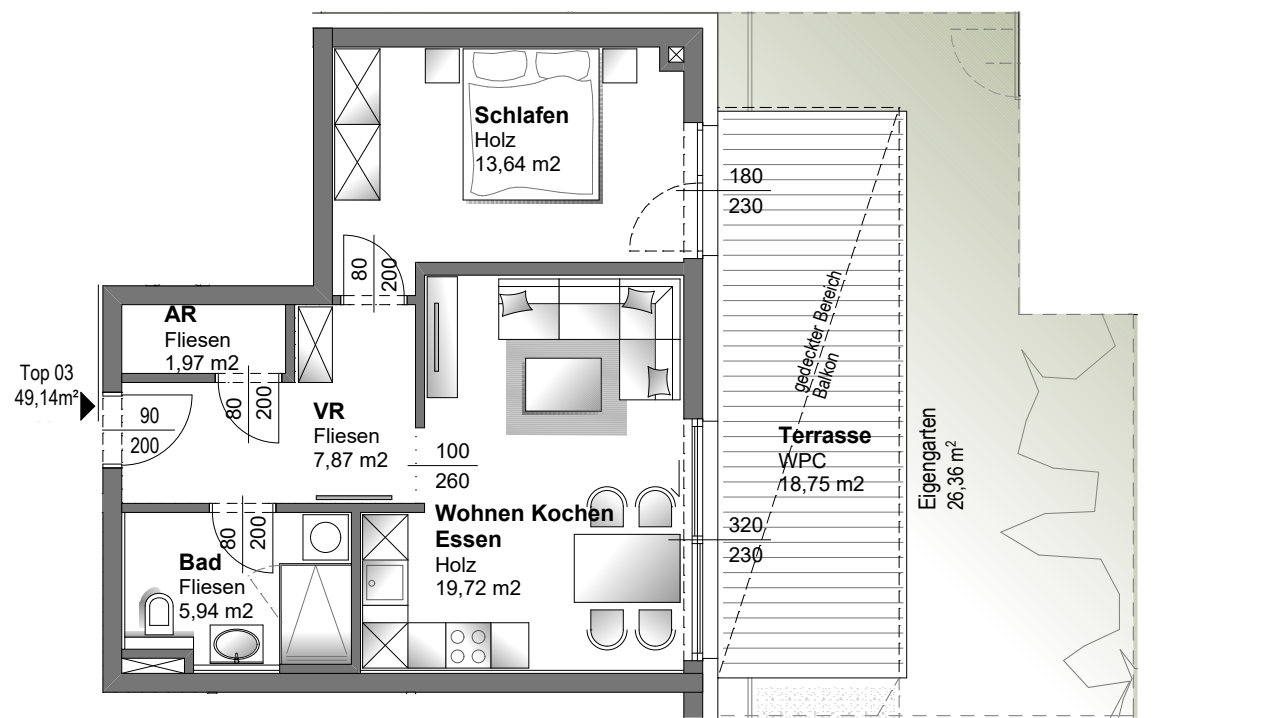 Schlafen
Holz
13,64 m2
180
230
80
200
AR
Fliesen
1,97 m2
Top 03
49,14m²
90
200
80
200
VR
Fliesen
7,87 m2
100
260
gedeckter Bereich
Balkon
Terrasse
WPC
18,75 m2
Eigengarten
26,36 m²
Wohnen Kochen
Essen
Holz
19,72 m2
320
230
80
200
Bad
Fliesen
5,94 m2